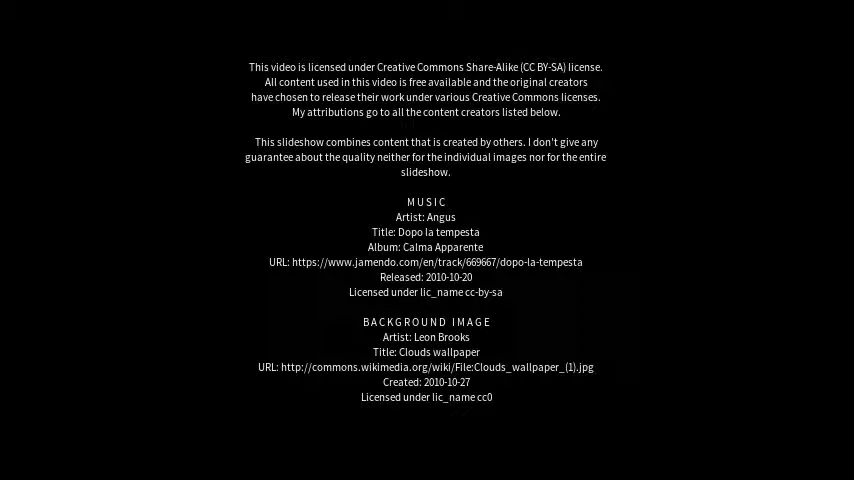 This video is licensed under Creative Commons Share-Alike (CC BY-SA) license.
All content used in this video is free available and the original creators
have chosen to release their work under various Creative Commons licenses.
My attributions go to all the content creators listed below.
This slideshow combines content that is created by others. I don't give any
guarantee about the quality neither for the individual images nor for the entire
slideshow.
MUSIC
Artist: Angus
Title: Dopo la tempesta
Album: Calma Apparente
URL: https://www.jamendo.com/en/track/669667/dopo-la-tempesta
Released: 2010-10-20
Licensed under lic_name cc-by-sa
BACKGROUND IMAGE
Artist: Leon Brooks
Title: Clouds wallpaper
URL: http://commons.wikimedia.org/wiki/File:Clouds_wallpaper_(1).jpg
Created: 2010-10-27
Licensed under lic_name cc0